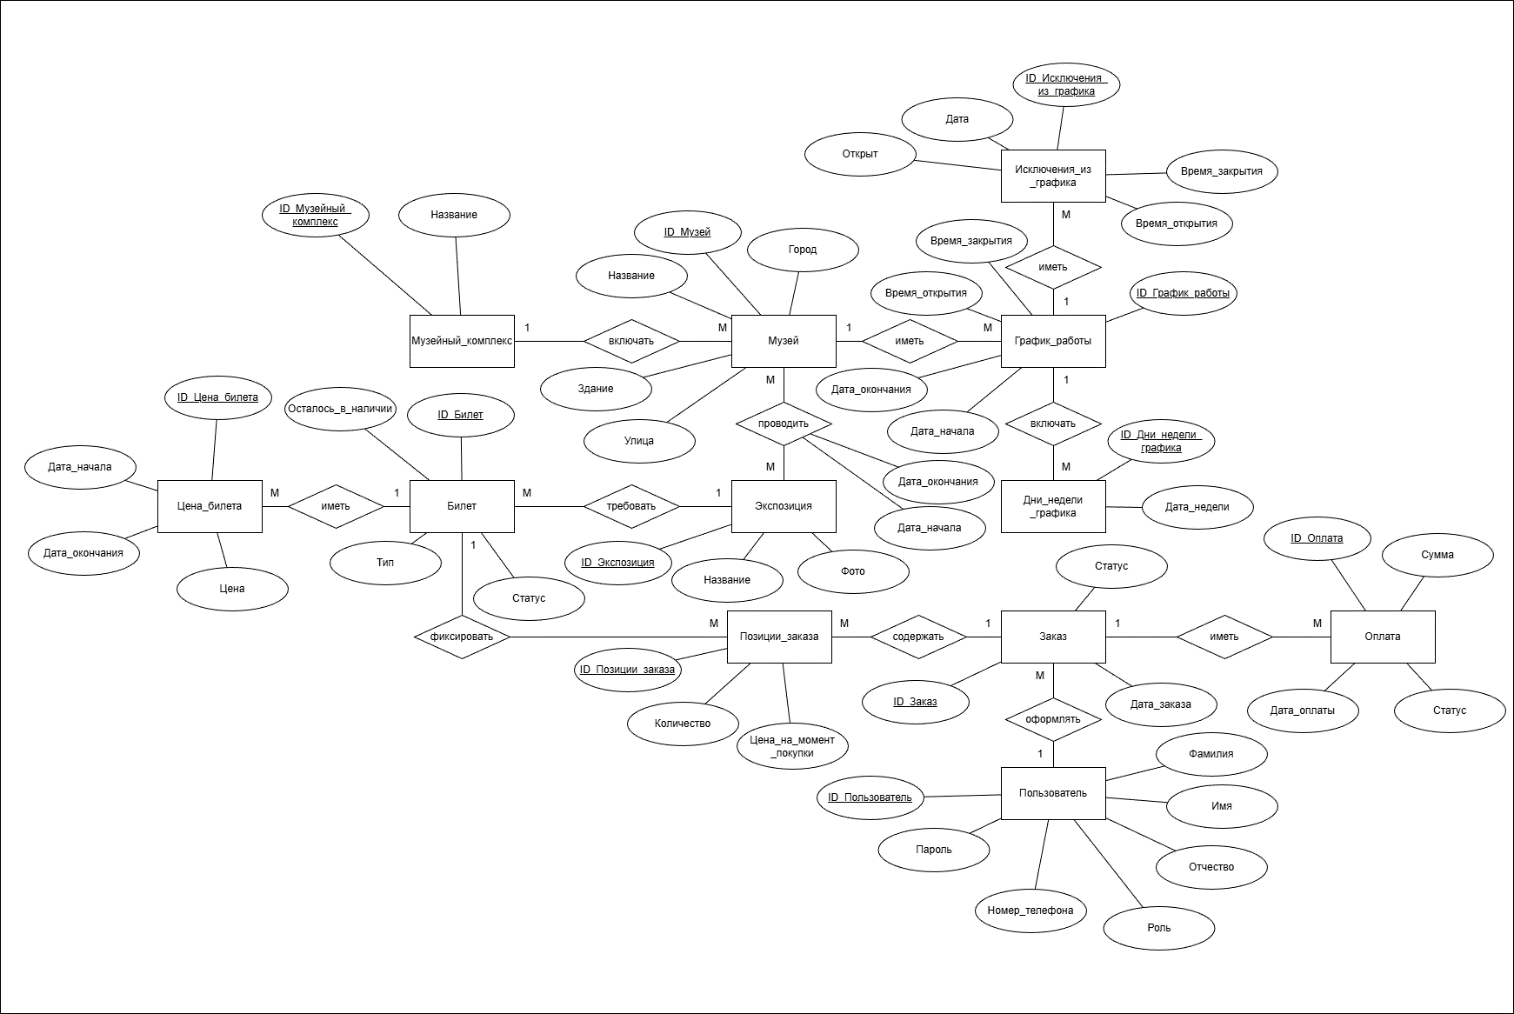 ID_Исключения_
из_графика
Дата
Открыт
Исключения_из
_графика
Время_закрытия
Время_открытия
М
иметь
1
ID_Музейный_
комплекс
Название
ID_Музей
Город
Название
Время_закрытия
Время_открытия
ID_График_работы
Музейный_комплекс
1
включать
М
Музей
1
иметь
М
График_работы
Здание
Улица
М
Дата_окончания
Дата_начала
1
проводить
включать
Дата_окончания
Дата_начала
М
М
ID_Дни_недели_
графика
Дни_недели
_графика
Дата_недели
ID_Цена_билета
Осталось_в_наличии
ID_Билет
Дата_начала
Цена_билета
М
иметь
1
Билет
М
требовать
1
Экспозиция
Дата_окончания
Цена
Тип
1
Статус
ID_Экспозиция
Название
Фото
фиксировать
М
Позиции_заказа
М
содержать
1
Заказ
1
иметь
М
Оплата
Статус
ID_Оплата
Сумма
ID_Позиции_заказа
Количество
Цена_на_момент
_покупки
ID_Заказ
М
Дата_заказа
Дата_оплаты
Статус
оформлять
1
Фамилия
ID_Пользователь
Пользователь
Имя
Пароль
Отчество
Номер_телефона
Роль